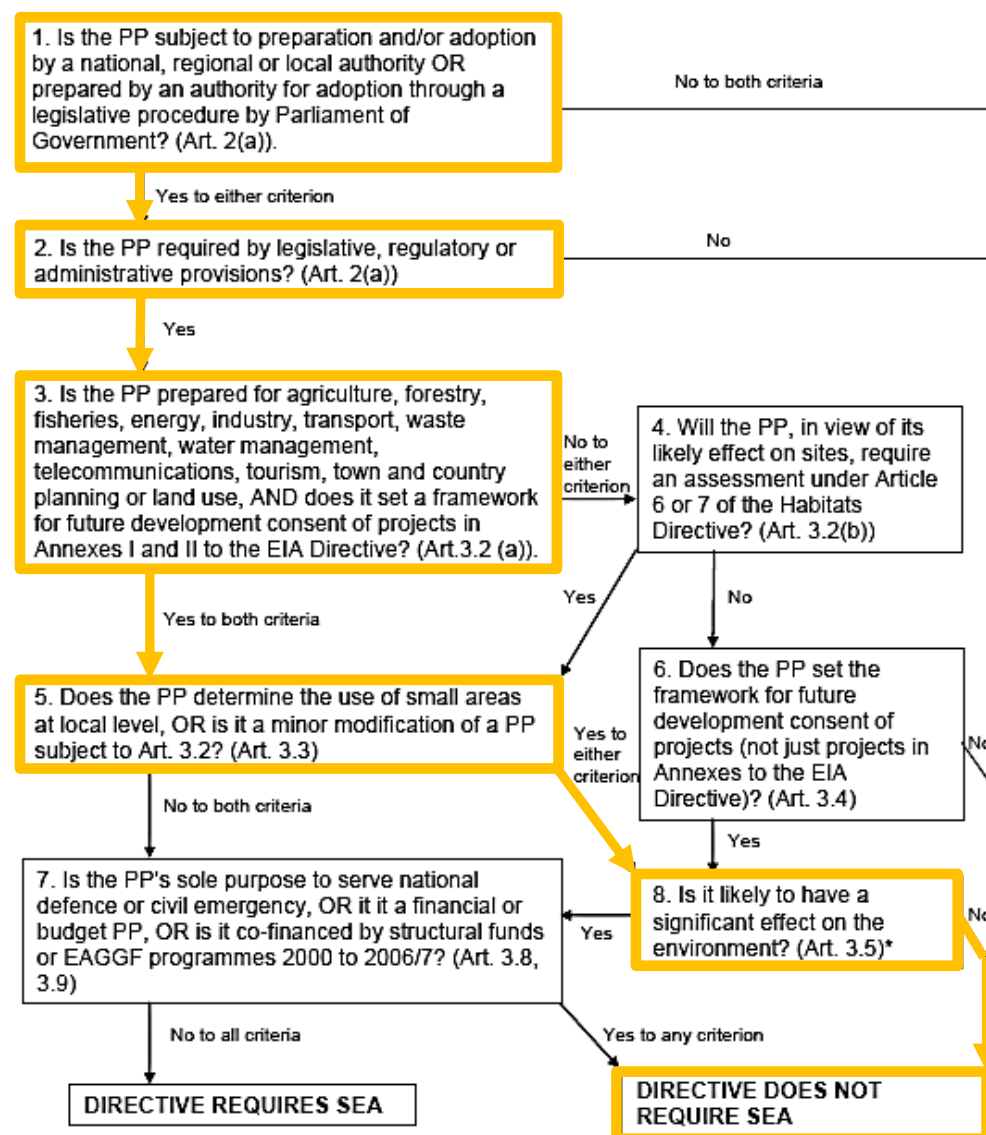 1. Is the PP subject to preparation and/or adoption
by a national, regional or local authority OR
prepared by an authority for adoption through a
legislative procedure by Parliament of
Government? (Art. 2(a)).
No to both criteria
Yes to either criterion
2. Is the PP required by legislative, regulatory or
administrative provisions? (Art. 2(a))
No
Yes
3. Is the PP prepared for agriculture, forestry,
fisheries, energy, industry, transport, waste
management, water management,
telecommunications, tourism, town and country
planning or land use, AND does it set a framework
for future development consent of projects in
Annexes I and II to the EIA Directive? (Art.3.2 (a)).
No to
either
criterion
4. Will the PP, in view of its
likely effect on sites, require
an assessment under Article
6 or 7 of the Habitats
Directive? (Art. 3.2(b))
Yes to both criteria
Yes
No
5. Does the PP determine the use of small areas
at local level, OR is it a minor modification of a PP
subject to Art. 3.2? (Art. 3.3)
Yes to
either
criterion
6. Does the PP set the
framework for future
development consent of
projects (not just projects in
Annexes to the EIA
Directive)? (Art. 3.4)
No
No to both criteria
Yes
7. Is the PP's sole purpose to serve national
defence or civil emergency, OR it it a financial or
budget PP, OR is it co-financed by structural funds
or EAGGF programmes 2000 to 2006/7? (Art. 3.8,
3.9)
Yes
8. Is it likely to have a
significant effect on the
environment? (Art. 3.5)*
No
No to all criteria
Yes to any criterion
DIRECTIVE REQUIRES SEA
DIRECTIVE DOES NOT
REQUIRE SEA